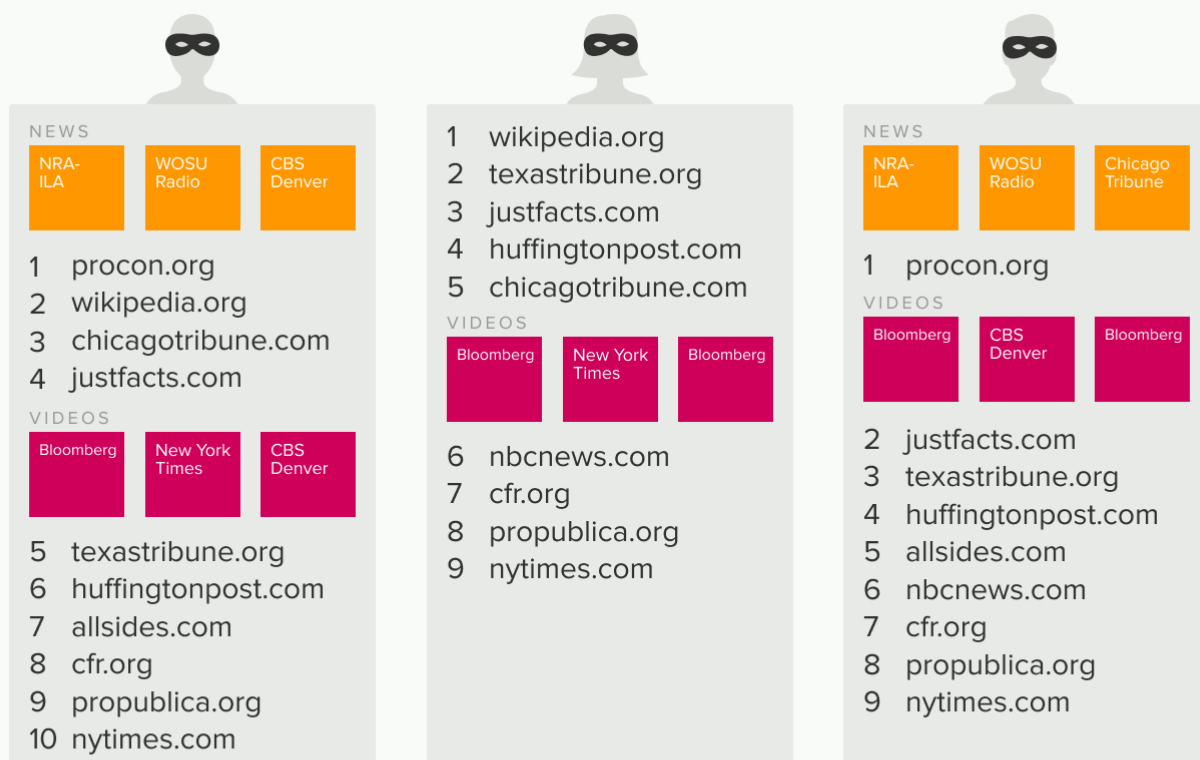 NEWS
NRA-
ILA
WOSU
Radio
CBS
Denver
1 procon.org
2 wikipedia.org
3 chicagotribune.com
4 justfacts.com
VIDEOS
Bloomberg
New York
Times
CBS
Denver
5 texastribune.org
6 huffingtonpost.com
7 allsides.com
8 cfr.org
9 propublica.org
10 nytimes.com
1 wikipedia.org
2 texastribune.org
3 justfacts.com
4 huffingtonpost.com
5 chicagotribune.com
VIDEOS
Bloomberg
New York
Times
Bloomberg
6 nbcnews.com
7 cfr.org
8 propublica.org
9 nytimes.com
NEWS
NRA-
ILA
WOSU
Radio
Chicago
Tribune
1 procon.org
VIDEOS
Bloomberg
CBS
Denver
Bloomberg
2 justfacts.com
3 texastribune.org
4 huffingtonpost.com
5 allsides.com
6 nbcnews.com
7 cfr.org
8 propublica.org
9 nytimes.com